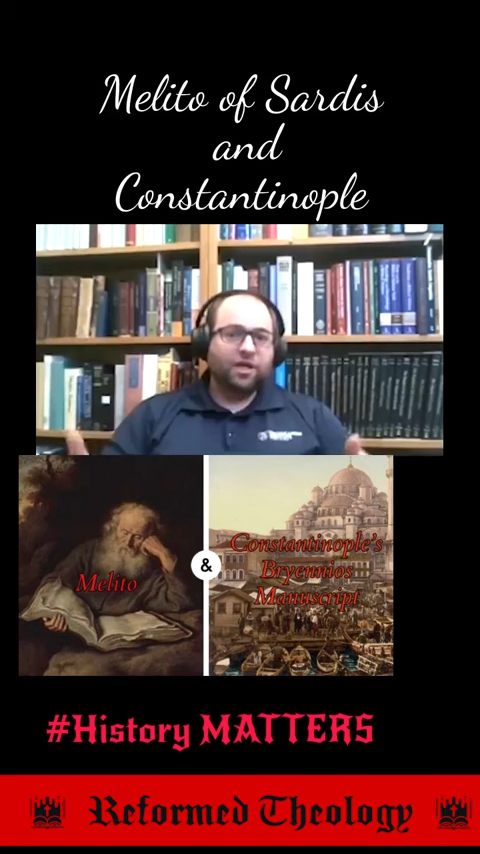 Melito of Sardis
and
Constantinople
Melito
&
Constantinople's
Bryennios
Manuscript
#History MATTERS
Reformed Theology